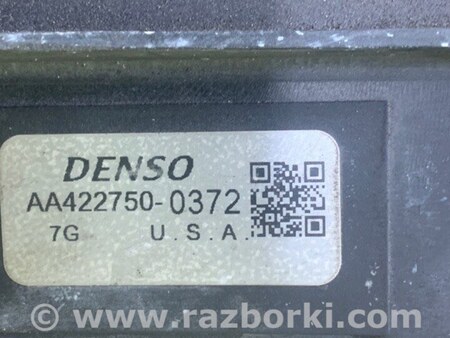 DENSO
AA422750-0372
7G U.S.A.
© www.razborki.com